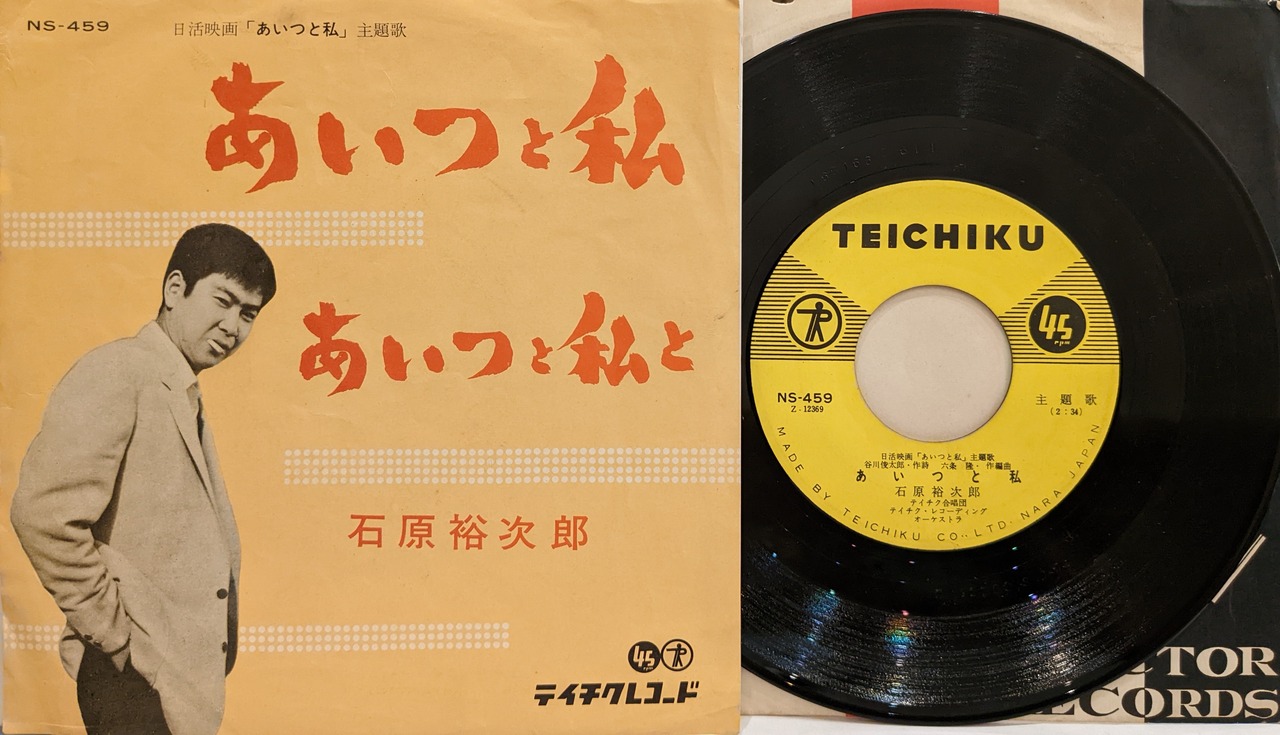 NS-459
日活映画「あいつと私」主題歌
あいつと私
あいつと私と
石原裕次郎
45
テイチクレコード
TEICHIKU
45
rpm
NS-459
Z-12369
主題歌
(2:34)
日活映画「あいつと私」主題歌
谷川俊太郎・作詩 六条 隆・作編曲
あいつと私
石原裕次郎
テイチク合唱団
テイチク・レコーディング
オーケストラ
MADE BY TEICHIKU CO., LTD. NARA JAPAN
CTOR
ECORDS